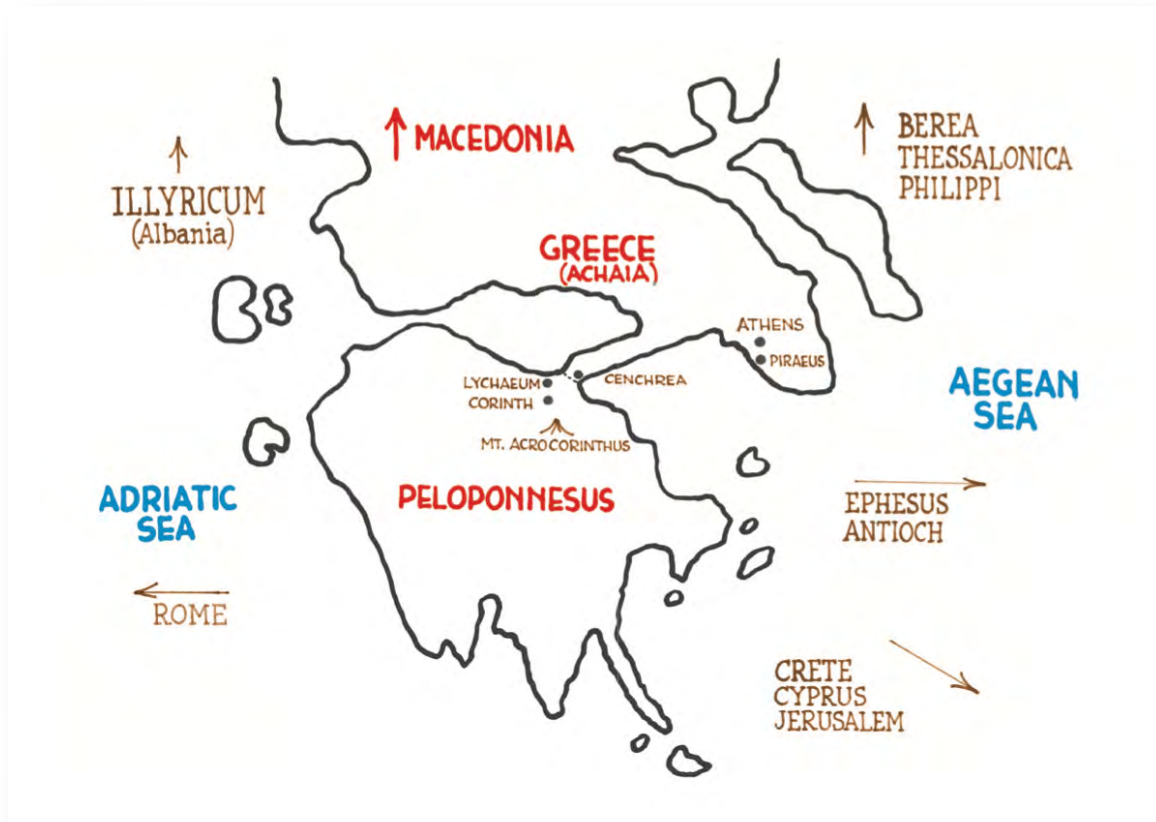 MACEDONIA
BEREA
THESSALONICA
PHILIPPI
ILLYRICUM
(Albania)
GREECE
(ACHAIA)
ATHENS
PIRAEUS
LYCHAEUM
CENCHREA
CORINTH
MT. ACROCORINTHUS
AEGEAN
SEA
ADRIATIC
SEA
PELOPONNESUS
EPHESUS
ANTIOCH
ROME
CRETE
CYPRUS
JERUSALEM